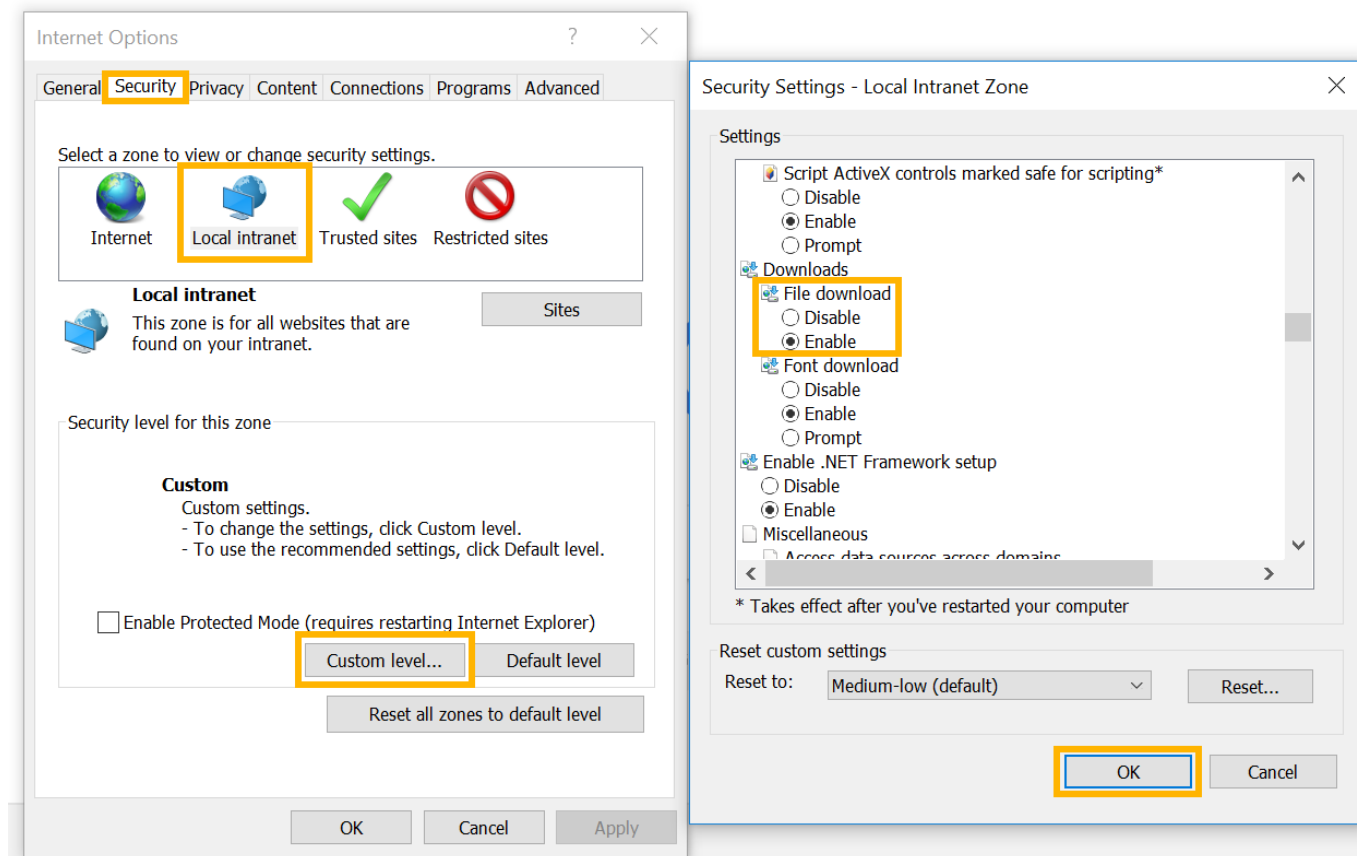 Internet Options
?
General Security Privacy Content Connections Programs Advanced
Select a zone to view or change security settings.
Internet Local intranet Trusted sites Restricted sites
Local intranet
Sites
This zone is for all websites that are
found on your intranet.
Security level for this zone
Custom
Custom settings.
- To change the settings, click Custom level.
- To use the recommended settings, click Default level.
Enable Protected Mode (requires restarting Internet Explorer)
Custom level... Default level
Reset all zones to default level
OK Cancel Apply
Security Settings - Local Intranet Zone
Settings
Script ActiveX controls marked safe for scripting*
Disable
Enable
Prompt
Downloads
File download
Disable
Enable
Font download
Disable
Enable
Prompt
Enable .NET Framework setup
Disable
Enable
Miscellaneous
Access data sources across domains
* Takes effect after you've restarted your computer
Reset custom settings
Reset to: Medium-low (default) Reset...
OK Cancel